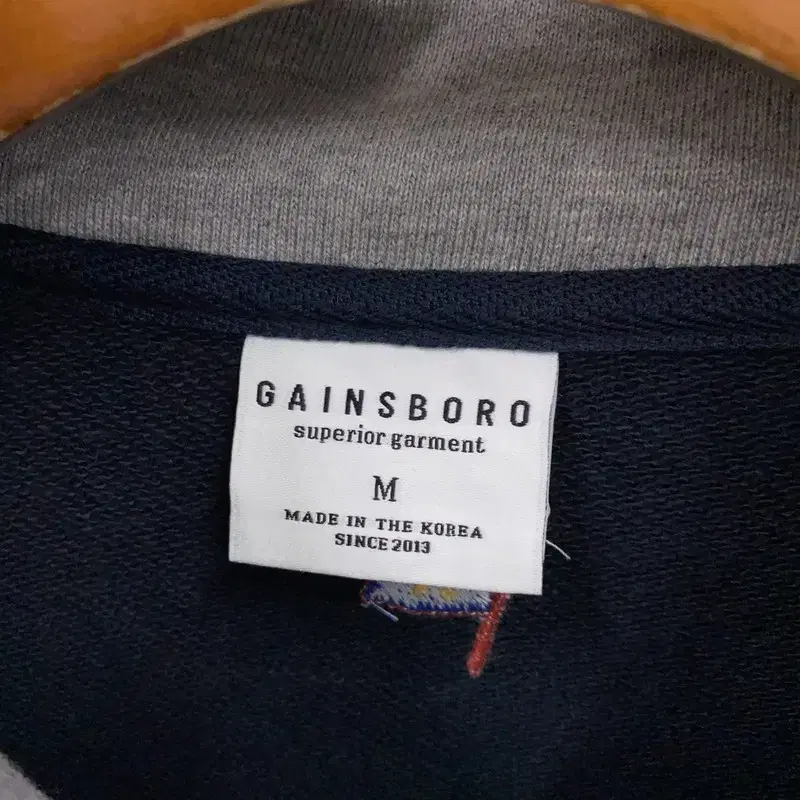 GAINSBORO
superior garment
M
MADE IN THE KOREA
SINCE 2013